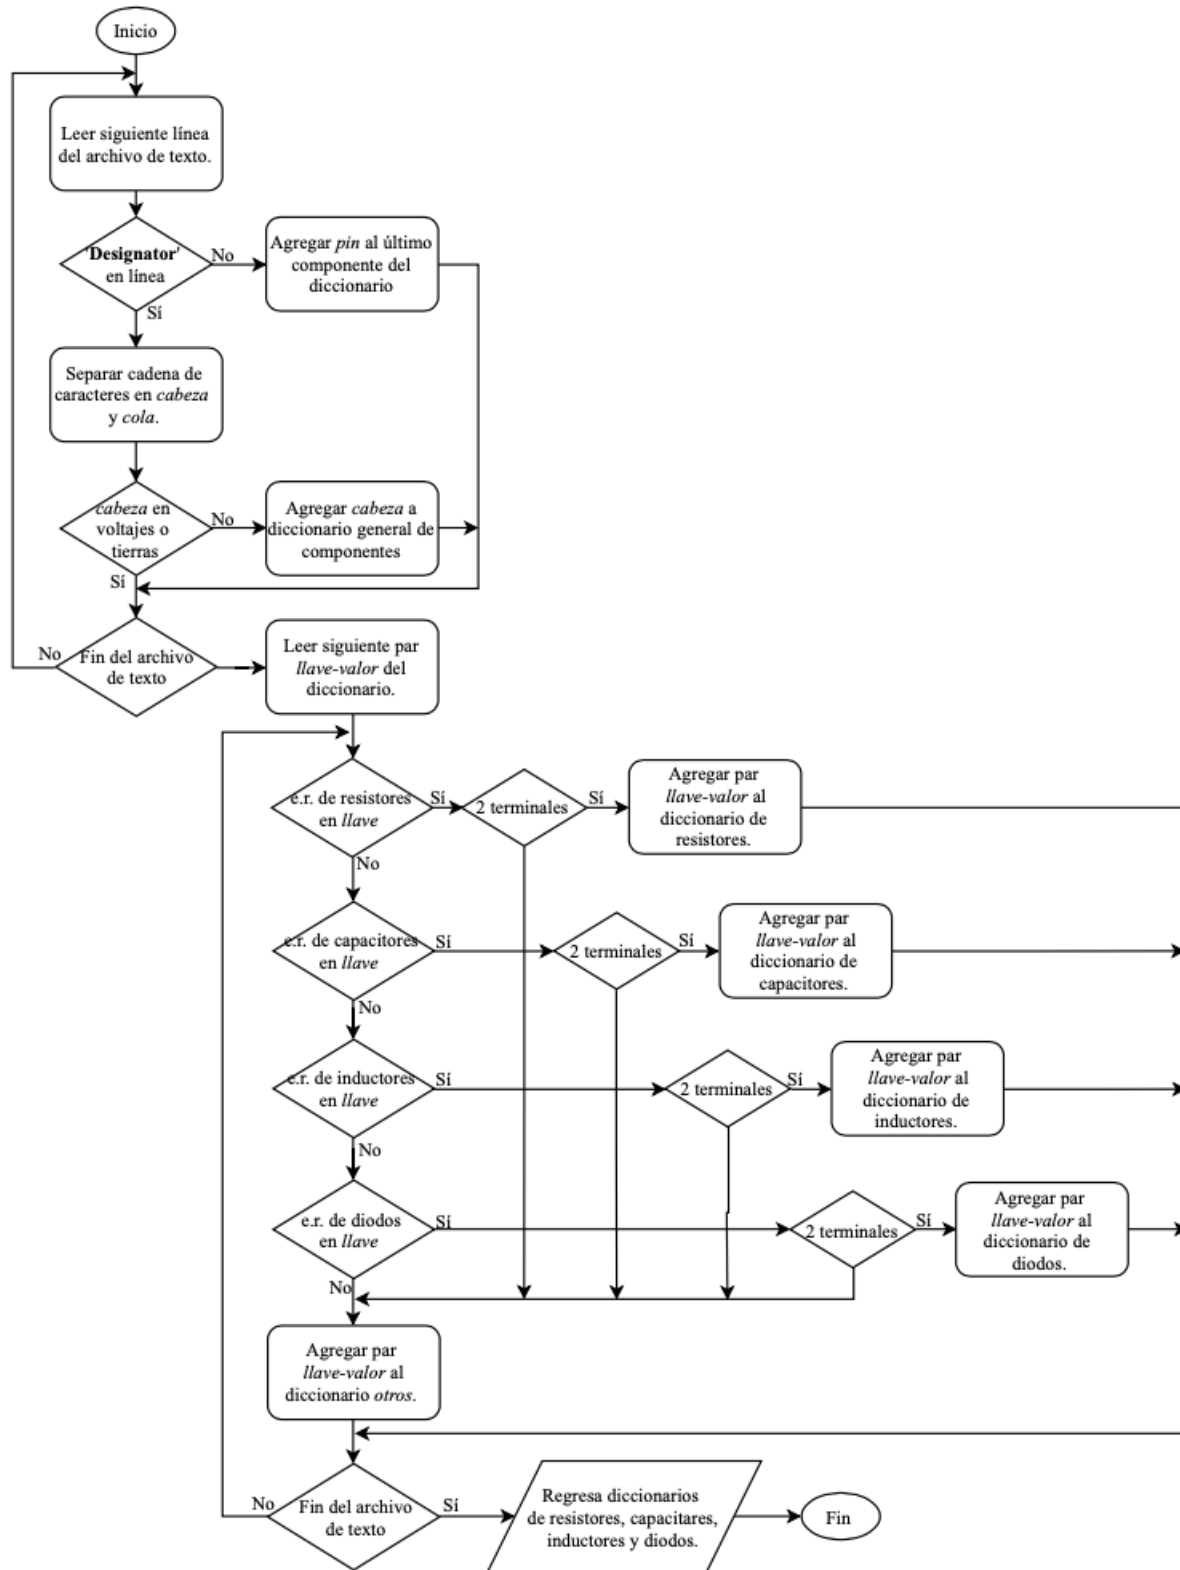 Inicio
Leer siguiente línea
del archivo de texto.
'Designator'
en línea
No
Sí
Agregar pin al último
componente del
diccionario
Separar cadena de
caracteres en cabeza
y cola.
cabeza en
voltajes o
tierras
No
Sí
Agregar cabeza a
diccionario general de
componentes
No
Fin del archivo
de texto
Leer siguiente par
llave-valor del
diccionario.
e.r. de resistores
en llave
Sí
No
2 terminales
Sí
Agregar par
llave-valor al
diccionario de
resistores.
e.r. de capacitores
en llave
Sí
No
2 terminales
Sí
Agregar par
llave-valor al
diccionario de
capacitores.
e.r. de inductores
en llave
Sí
No
2 terminales
Sí
Agregar par
llave-valor al
diccionario de
inductores.
e.r. de diodos
en llave
Sí
No
2 terminales
Sí
Agregar par
llave-valor al
diccionario de
diodos.
Agregar par
llave-valor al
diccionario otros.
No
Fin del archivo
de texto
Sí
Regresa diccionarios
de resistores, capacitares,
inductores y diodos.
Fin